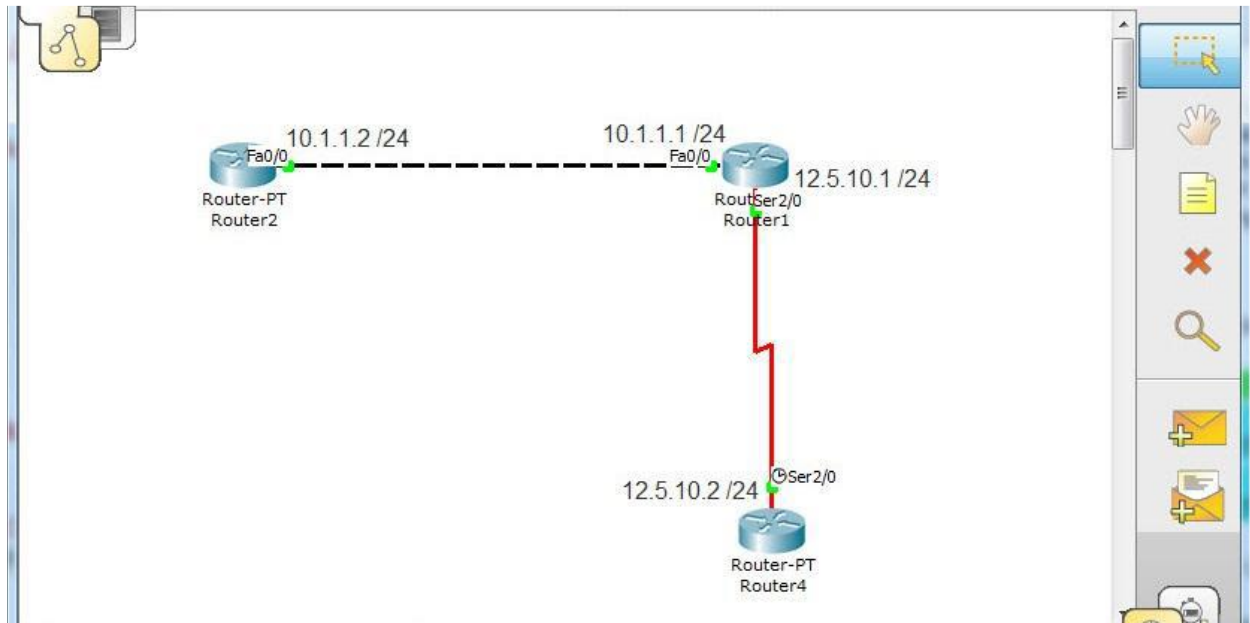 10.1.1.2 /24
10.1.1.1 /24
Fa0/0
Fa0/0
12.5.10.1 /24
Router-PT
Router2
Ser2/0
Router1
12.5.10.2 /24
Ser2/0
Router-PT
Router4